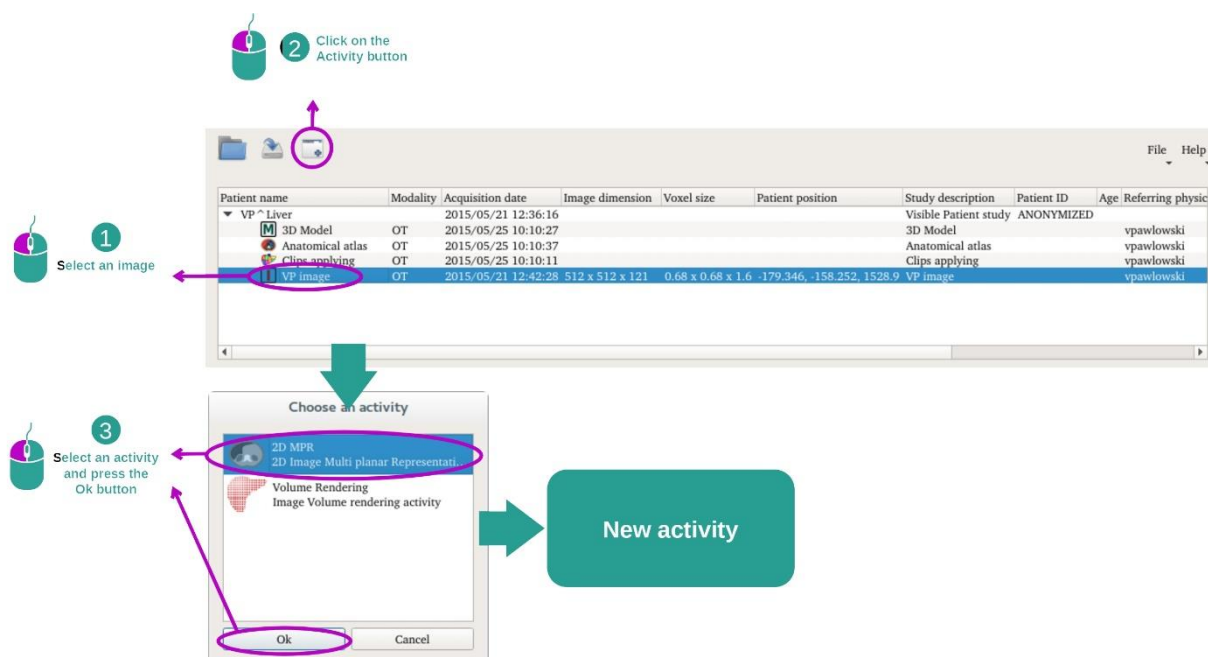 2 Click on the
Activity button
File Help
Patient name Modality Acquisition date Image dimension Voxel size Patient position Study description Patient ID Age Referring physic
VP^Liver 2015/05/21 12:36:16 Visible Patient study ANONYMIZED
M 3D Model OT 2015/05/25 10:10:27 3D Model vpawlowski
Anatomical atlas OT 2015/05/25 10:10:37 Anatomical atlas vpawlowski
Clips applying OT 2015/05/25 10:10:11 Clips applying vpawlowski
I VP image OT 2015/05/21 12:42:28 512 x 512 x 121 0.68 x 0.68 x 1.6 -179.346, -158.252, 1528.9 VP image vpawlowski
1
Select an image
Choose an activity
2D MPR
2D Image Multi planar Representati...
Volume Rendering
Image Volume rendering activity
Ok Cancel
3
Select an activity
and press the
Ok button
New activity